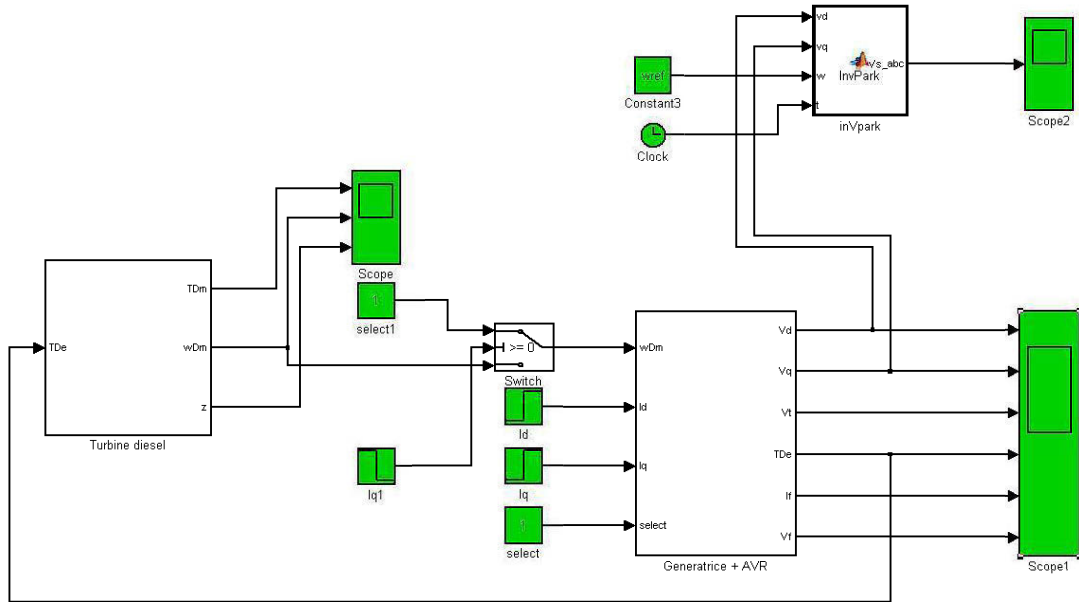 vd
vq
w
t
Vs_abc
InvPark
inVpark
wref
Constant3
Clock
Scope2
Scope
TDm
wDm
z
TDe
Turbine diesel
1
select1
>= 0
Switch
Iq1
Id
Iq
1
select
wDm
Id
Iq
select
Vd
Vq
Vt
TDe
If
Vf
Generatrice + AVR
Scope1